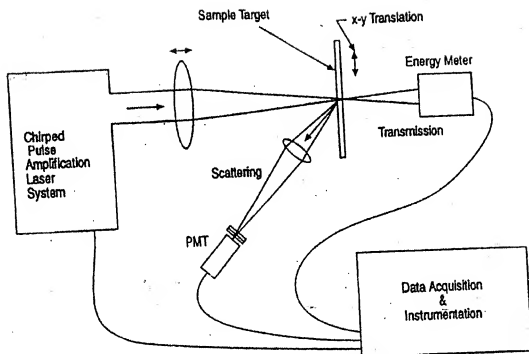 Sample Target
x-y Translation
Energy Meter
Chirped
Pulse
Amplification
Laser
System
Transmission
Scattering
PMT
Data Acquisition
&
Instrumentation